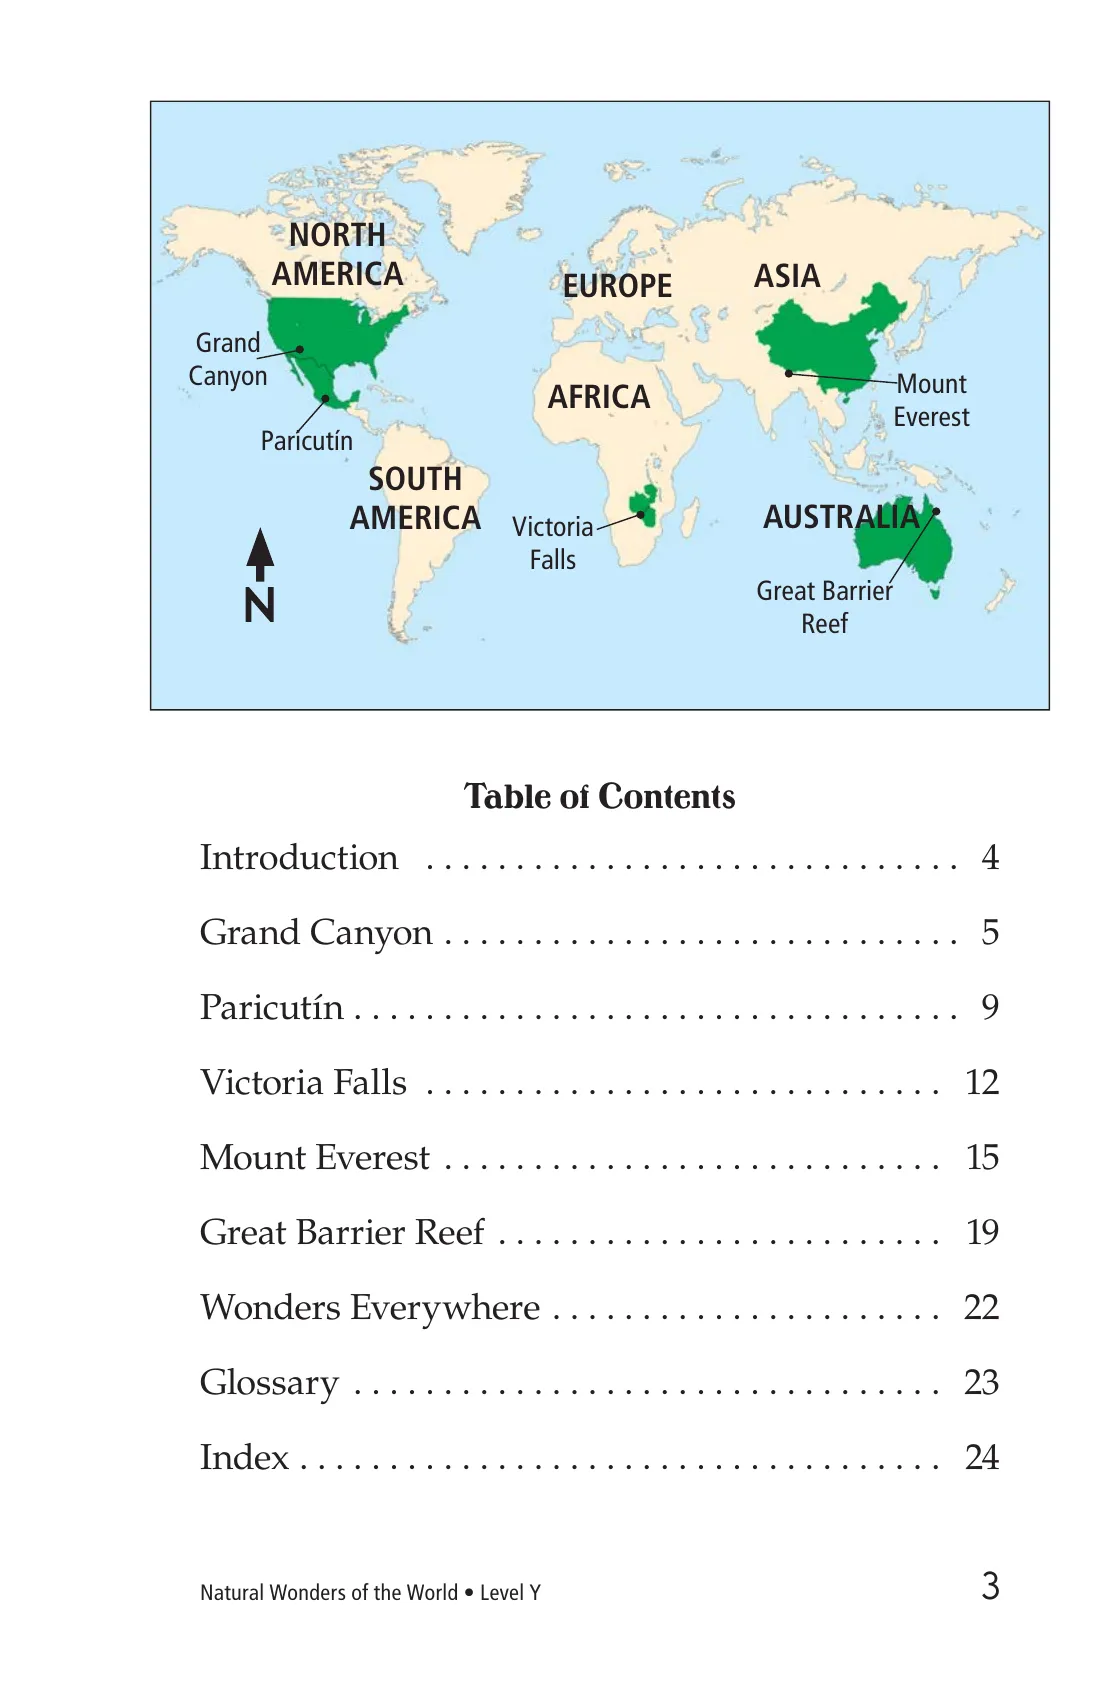 NORTH
AMERICA
EUROPE
ASIA
Grand
Canyon
AFRICA
Mount
Everest
Paricutín
SOUTH
AMERICA
Victoria
Falls
AUSTRALIA
Great Barrier
Reef
N
Table of Contents
Introduction . . . . . . . . . . . . . . . . . . . . . . . . . . . . . . 4
Grand Canyon . . . . . . . . . . . . . . . . . . . . . . . . . . . . . 5
Paricutín . . . . . . . . . . . . . . . . . . . . . . . . . . . . . . . . . . 9
Victoria Falls . . . . . . . . . . . . . . . . . . . . . . . . . . . . . 12
Mount Everest . . . . . . . . . . . . . . . . . . . . . . . . . . . . 15
Great Barrier Reef . . . . . . . . . . . . . . . . . . . . . . . . . 19
Wonders Everywhere . . . . . . . . . . . . . . . . . . . . . . 22
Glossary . . . . . . . . . . . . . . . . . . . . . . . . . . . . . . . . . 23
Index . . . . . . . . . . . . . . . . . . . . . . . . . . . . . . . . . . . . 24
Natural Wonders of the World • Level Y 3